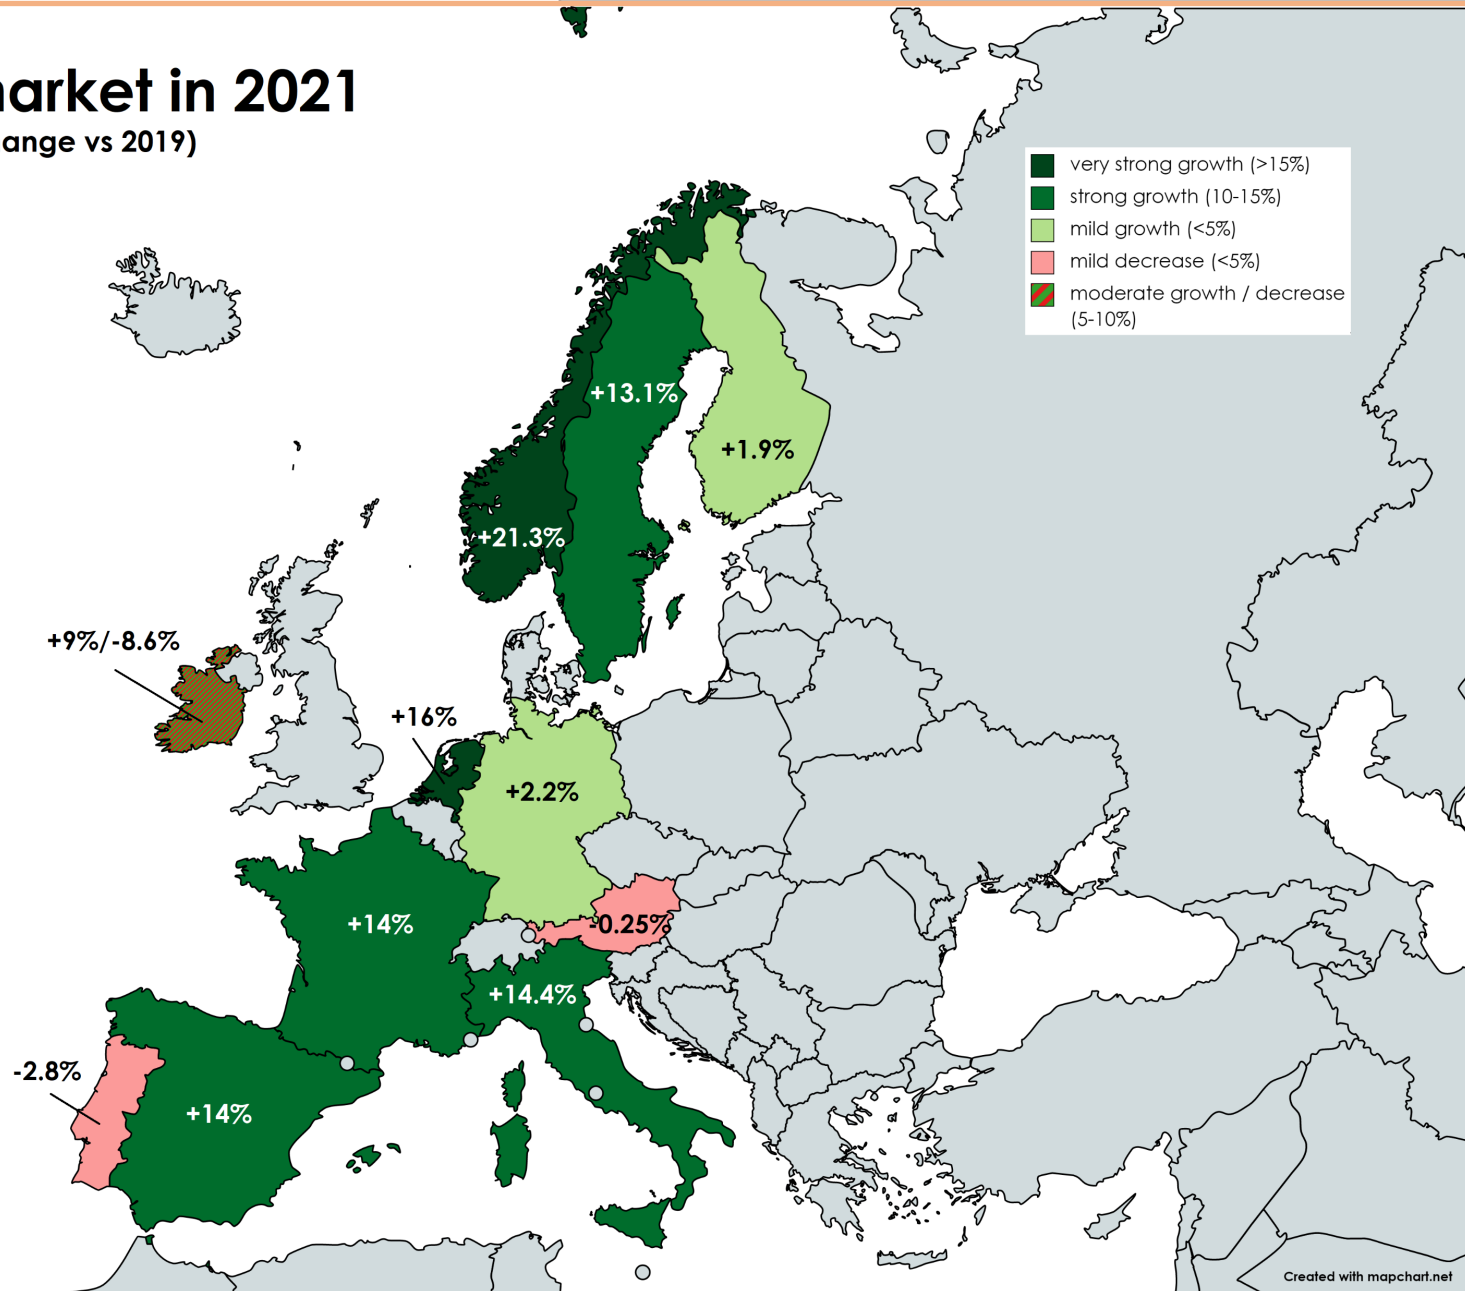 arket in 2021
ange vs 2019)
very strong growth (>15%)
strong growth (10-15%)
mild growth (<5%)
mild decrease (<5%)
moderate growth / decrease
(5-10%)
+13.1%
+1.9%
+21.3%
+9%/-8.6%
+16%
+2.2%
+14%
-0.25%
+14.4%
-2.8%
+14%
Created with mapchart.net